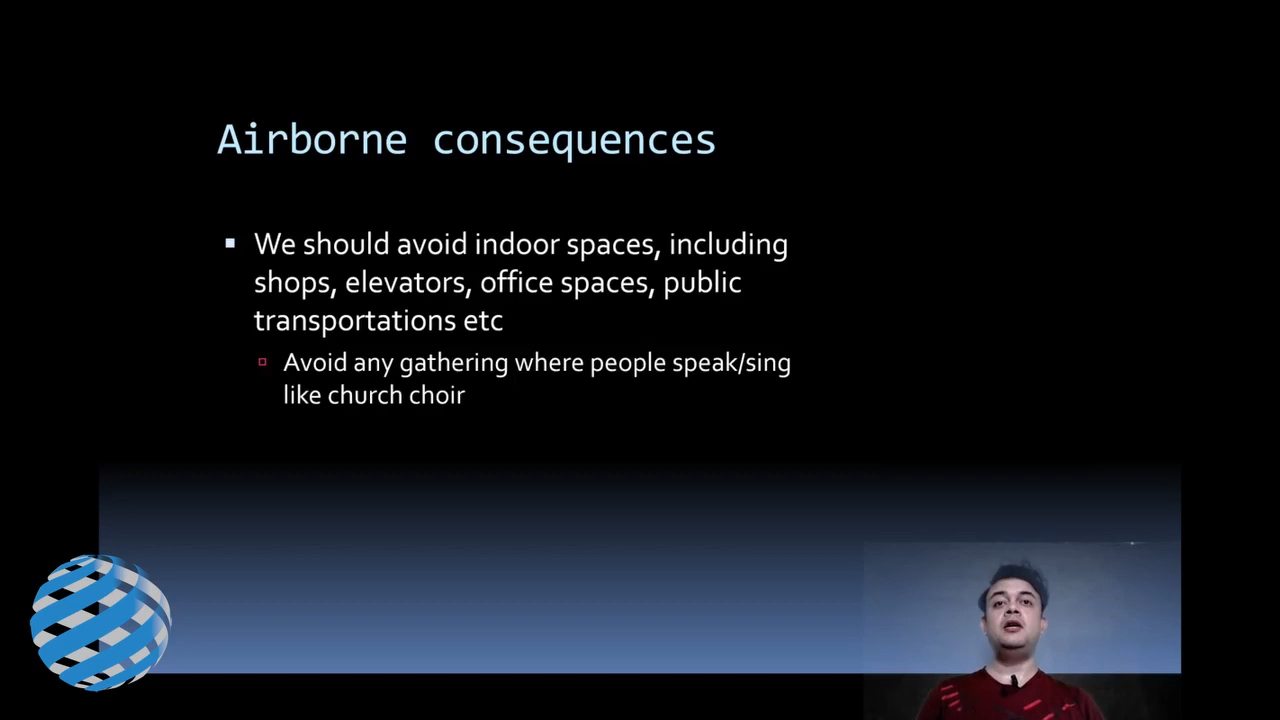 Airborne consequences
We should avoid indoor spaces, including
shops, elevators, office spaces, public
transportations etc
Avoid any gathering where people speak/sing
like church choir